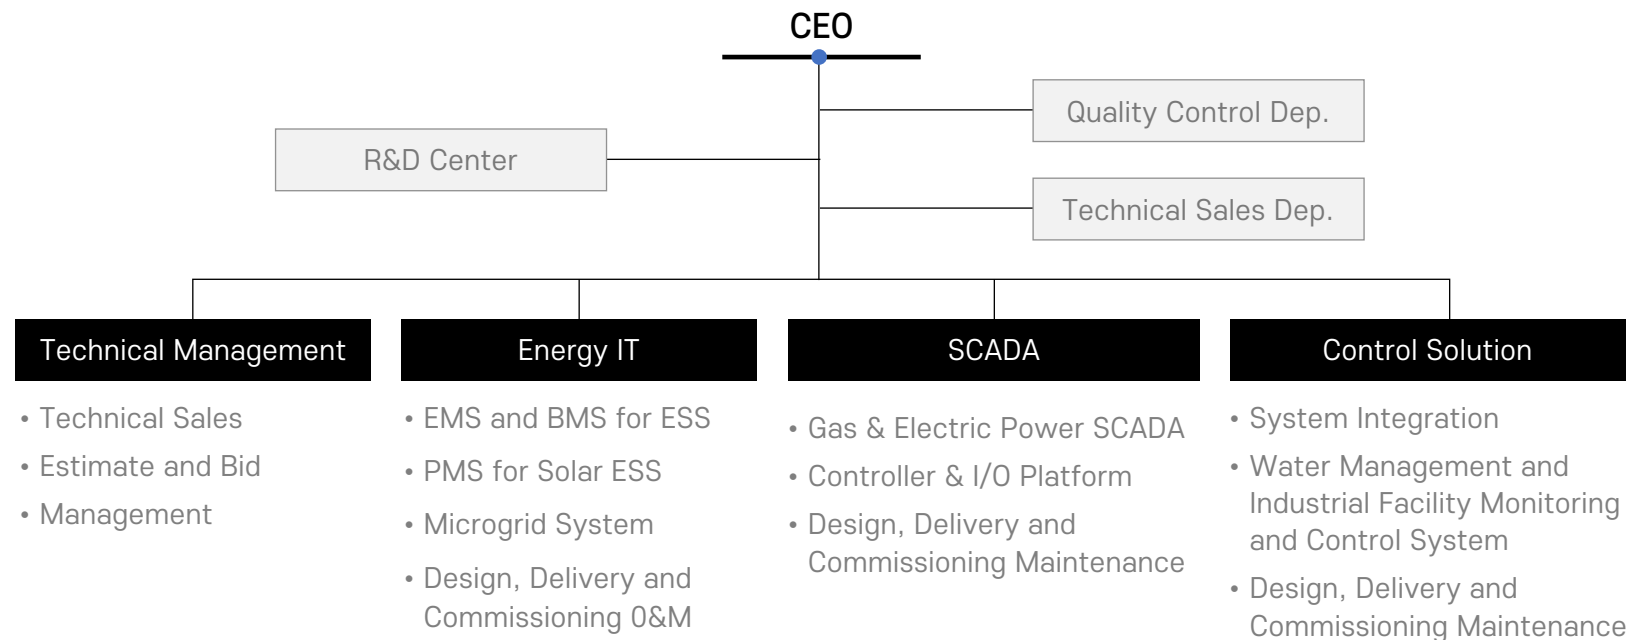 CEO
Quality Control Dep.
R&D Center
Technical Sales Dep.
Technical Management
• Technical Sales
• Estimate and Bid
• Management
Energy IT
• EMS and BMS for ESS
• PMS for Solar ESS
• Microgrid System
• Design, Delivery and
Commissioning O&M
SCADA
• Gas & Electric Power SCADA
• Controller & I/O Platform
• Design, Delivery and
Commissioning Maintenance
Control Solution
• System Integration
• Water Management and
Industrial Facility Monitoring
and Control System
• Design, Delivery and
Commissioning Maintenance